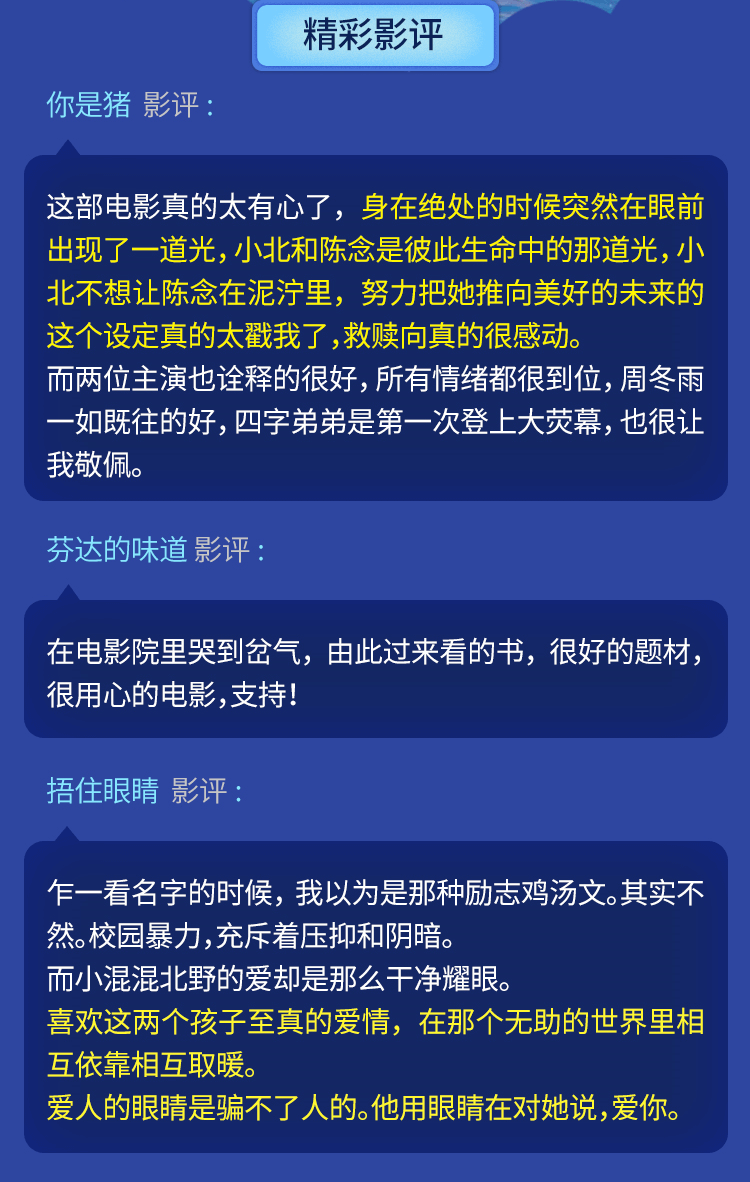 精彩影评
你是猪 影评：
这部电影真的太有心了，身在绝处的时候突然在眼前
出现了一道光，小北和陈念是彼此生命中的那道光，小
北不想让陈念在泥泞里，努力把她推向美好的未来的
这个设定真的太戳我了，救赎向真的很感动。
而两位主演也诠释的很好，所有情绪都很到位，周冬雨
一如既往的好，四字弟弟是第一次登上大荧幕，也很让
我敬佩。
芬达的味道 影评：
在电影院里哭到岔气，由此过来看的书，很好的题材，
很用心的电影，支持！
捂住眼睛 影评：
乍一看名字的时候，我以为是那种励志鸡汤文。其实不
然。校园暴力，充斥着压抑和阴暗。
而小混混北野的爱却是那么干净耀眼。
喜欢这两个孩子至真的爱情，在那个无助的世界里相
互依靠相互取暖。
爱人的眼睛是骗不了人的。他用眼睛在对她说，爱你。